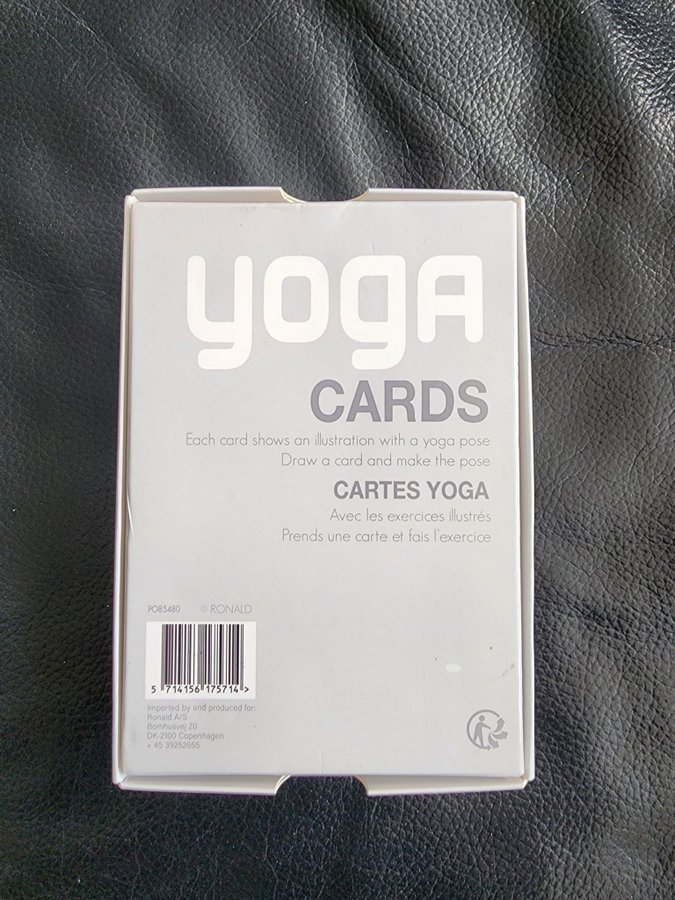 yogA
CARDS
Each card shows an illustration with a yoga pose
Draw a card and make the pose
CARTES YOGA
Avec les exercices illustrés
Prends une carte et fais l'exercice
PO85480 © RONALD
5 714156 175714 >
Imported by and produced for:
Ronald A/S
Bomhusvej 20
DK-2100 Copenhagen
+ 45 39262655